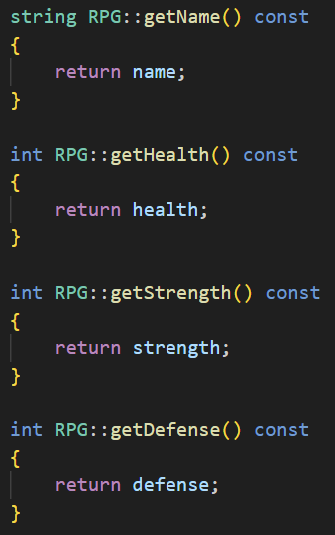 string RPG::getName() const
{
    return name;
}

int RPG::getHealth() const
{
    return health;
}

int RPG::getStrength() const
{
    return strength;
}

int RPG::getDefense() const
{
    return defense;
}